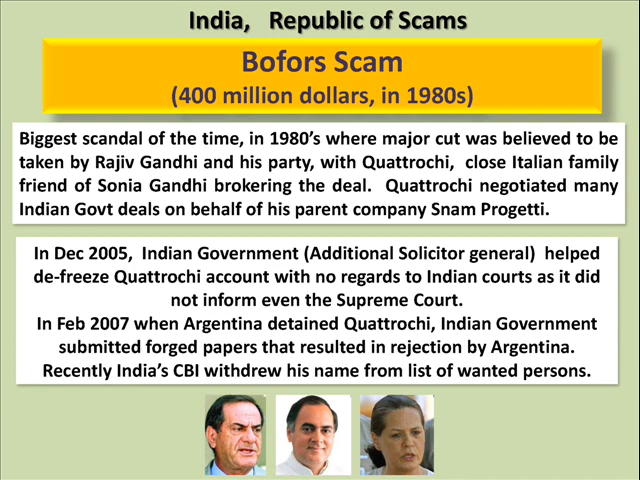 India,   Republic of Scams
Bofors Scam
(400 million dollars, in 1980s)
Biggest scandal of the time, in 1980’s where major cut was believed to be
taken by Rajiv Gandhi and his party, with Quattrochi,  close Italian family
friend of Sonia Gandhi brokering the deal.  Quattrochi negotiated many
Indian Govt deals on behalf of his parent company Snam Progetti.
In Dec 2005,  Indian Government (Additional Solicitor general)  helped
de-freeze Quattrochi account with no regards to Indian courts as it did
not inform even the Supreme Court.
In Feb 2007 when Argentina detained Quattrochi, Indian Government
submitted forged papers that resulted in rejection by Argentina.
Recently India’s CBI withdrew his name from list of wanted persons.